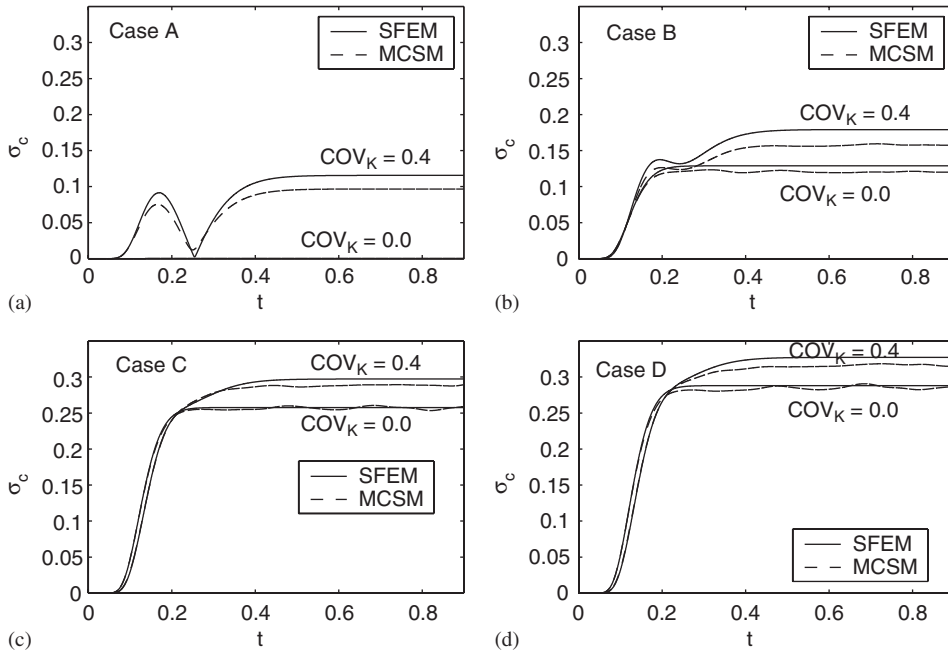 Case A
SFEM
MCSM
0.3
0.25
0.2
0.15
0.1
0.05
0
σc
COVK = 0.4
COVK = 0.0
0 0.2 0.4 0.6 0.8
t
(a)
Case B
SFEM
MCSM
0.3
0.25
0.2
0.15
0.1
0.05
0
σc
COVK = 0.4
COVK = 0.0
0 0.2 0.4 0.6 0.8
t
(b)
Case C
0.3
0.25
0.2
0.15
0.1
0.05
0
σc
COVK = 0.4
COVK = 0.0
SFEM
MCSM
0 0.2 0.4 0.6 0.8
t
(c)
Case D
0.3
0.25
0.2
0.15
0.1
0.05
0
σc
COVK = 0.4
COVK = 0.0
SFEM
MCSM
0 0.2 0.4 0.6 0.8
t
(d)